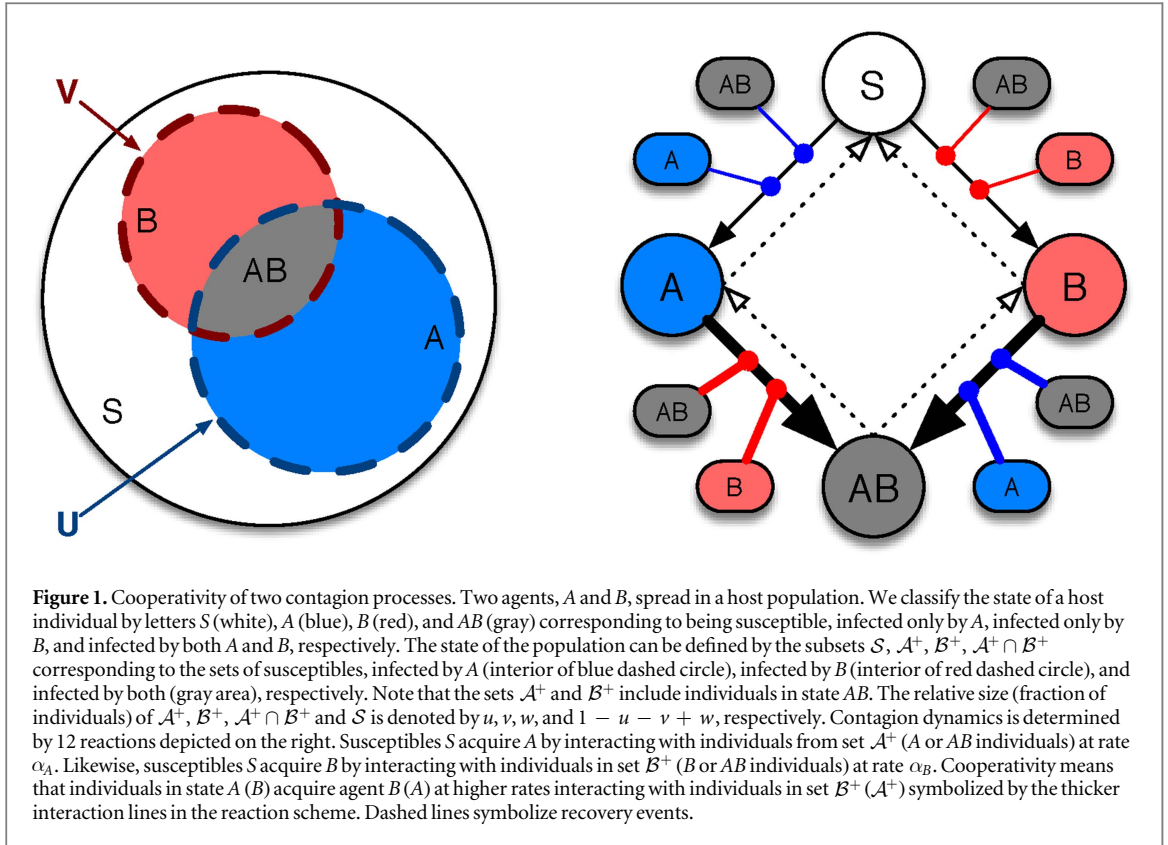 V
B
AB
A
S
U
S
AB
AB
A
B
A
B
AB
AB
B
A
AB
Figure 1. Cooperativity of two contagion processes. Two agents, A and B, spread in a host population. We classify the state of a host
individual by letters S (white), A (blue), B (red), and AB (gray) corresponding to being susceptible, infected only by A, infected only by
B, and infected by both A and B, respectively. The state of the population can be defined by the subsets 𝒮, 𝒜⁺, ℬ⁺, 𝒜⁺ ∩ ℬ⁺
corresponding to the sets of susceptibles, infected by A (interior of blue dashed circle), infected by B (interior of red dashed circle), and
infected by both (gray area), respectively. Note that the sets 𝒜⁺ and ℬ⁺ include individuals in state AB. The relative size (fraction of
individuals) of 𝒜⁺, ℬ⁺, 𝒜⁺ ∩ ℬ⁺ and 𝒮 is denoted by u, v, w, and 1 − u − v + w, respectively. Contagion dynamics is determined
by 12 reactions depicted on the right. Susceptibles S acquire A by interacting with individuals from set 𝒜⁺ (A or AB individuals) at rate
α_A. Likewise, susceptibles S acquire B by interacting with individuals in set ℬ⁺ (B or AB individuals) at rate α_B. Cooperativity means
that individuals in state A (B) acquire agent B (A) at higher rates interacting with individuals in set ℬ⁺ (𝒜⁺) symbolized by the thicker
interaction lines in the reaction scheme. Dashed lines symbolize recovery events.